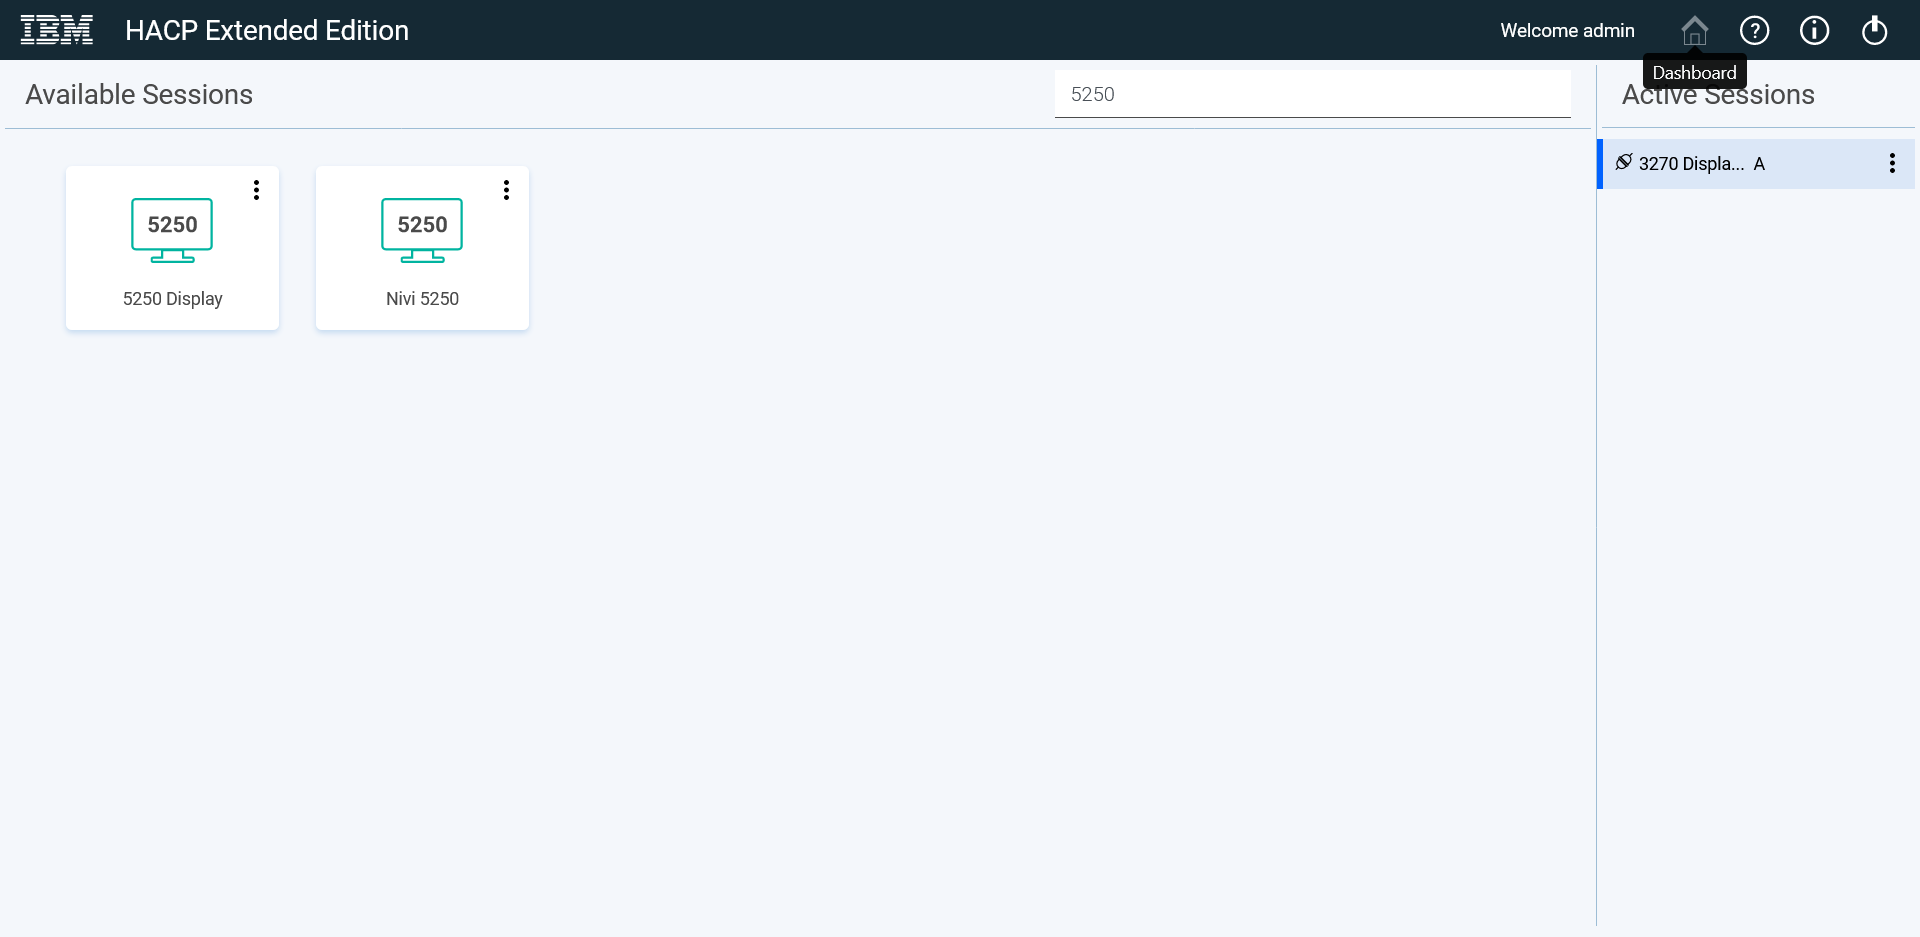 IBM HACP Extended Edition
Welcome admin
Dashboard
Available Sessions
5250
Active Sessions
3270 Displa... A
5250
5250 Display
5250
Nivi 5250